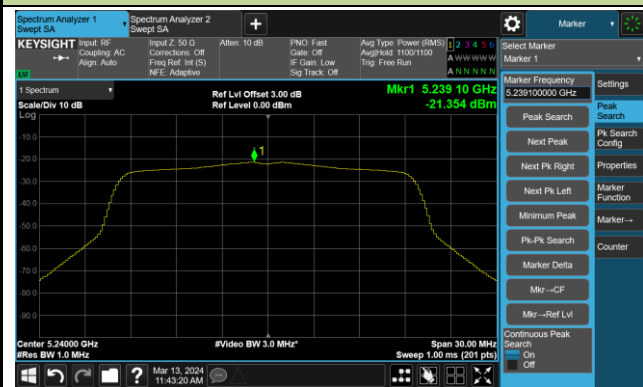 Spectrum Analyzer 1
Swept SA
Spectrum Analyzer 2
Swept SA
+
Marker
KEYSIGHT
Input: RF
Coupling: AC
Align: Auto
Input Z: 50 Ω
Corrections: Off
Freq Ref: Int (S)
NFE: Adaptive
Atten: 10 dB
PNO: Fast
Gate: Off
IF Gain: Low
Sig Track: Off
Avg Type: Power (RMS)
Avg|Hold: 1100/1100
Trig: Free Run
1 2 3 4 5 6
A W W W W W
A N N N N N
Select Marker
Marker 1
1 Spectrum
Scale/Div 10 dB
Log
Ref Lvl Offset 3.00 dB
Ref Level 0.00 dBm
Mkr1 5.239 10 GHz
-21.354 dBm
-10.0
-20.0
-30.0
-40.0
-50.0
-60.0
-70.0
-80.0
-90.0
1
Center 5.24000 GHz
#Res BW 1.0 MHz
#Video BW 3.0 MHz*
Span 30.00 MHz
Sweep 1.00 ms (201 pts)
Marker Frequency
5.239100000 GHz
Peak Search
Next Peak
Next Pk Right
Next Pk Left
Minimum Peak
Pk-Pk Search
Marker Delta
Mkr→CF
Mkr→Ref Lvl
Continuous Peak
Search
On
Off
Settings
Peak
Search
Pk Search
Config
Properties
Marker
Function
Marker→
Counter
?
Mar 13, 2024
11:43:20 AM